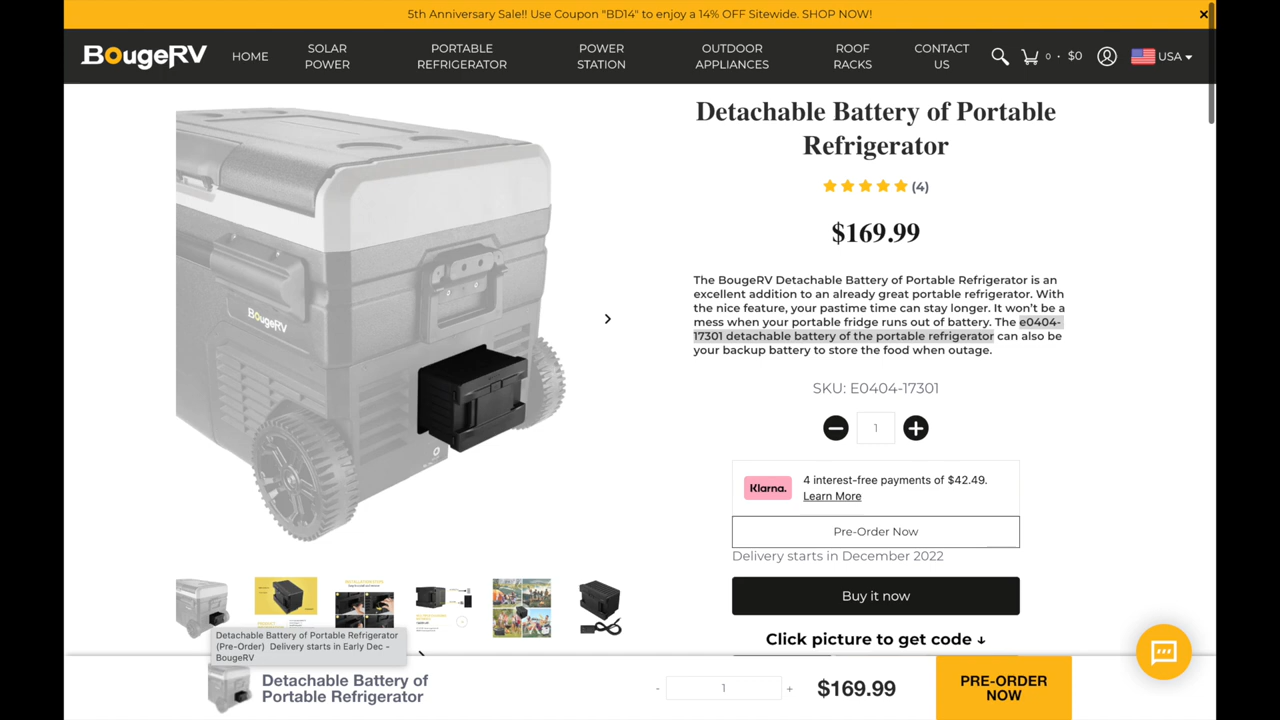 5th Anniversary Sale!! Use Coupon "BD14" to enjoy a 14% OFF Sitewide. SHOP NOW!
BougeRV
HOME
SOLAR
POWER
PORTABLE
REFRIGERATOR
POWER
STATION
OUTDOOR
APPLIANCES
ROOF
RACKS
CONTACT
US
0 · $0
USA
Detachable Battery of Portable
Refrigerator
(4)
$169.99
The BougeRV Detachable Battery of Portable Refrigerator is an
excellent addition to an already great portable refrigerator. With
the nice feature, your pastime time can stay longer. It won't be a
mess when your portable fridge runs out of battery. The e0404-
17301 detachable battery of the portable refrigerator can also be
your backup battery to store the food when outage.
SKU: E0404-17301
1
Klarna.
4 interest-free payments of $42.49.
Learn More
Pre-Order Now
Delivery starts in December 2022
Buy it now
Click picture to get code ↓
BougeRV
Detachable Battery of Portable Refrigerator
(Pre-Order) Delivery starts in Early Dec -
BougeRV
Detachable Battery of
Portable Refrigerator
- 1 +
$169.99
PRE-ORDER
NOW